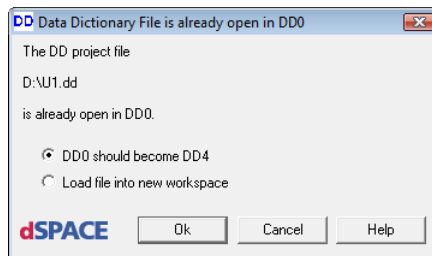 DD Data Dictionary File is already open in DD0
The DD project file
D:\U1.dd
is already open in DD0.
DD0 should become DD4
Load file into new workspace
dSPACE Ok Cancel Help